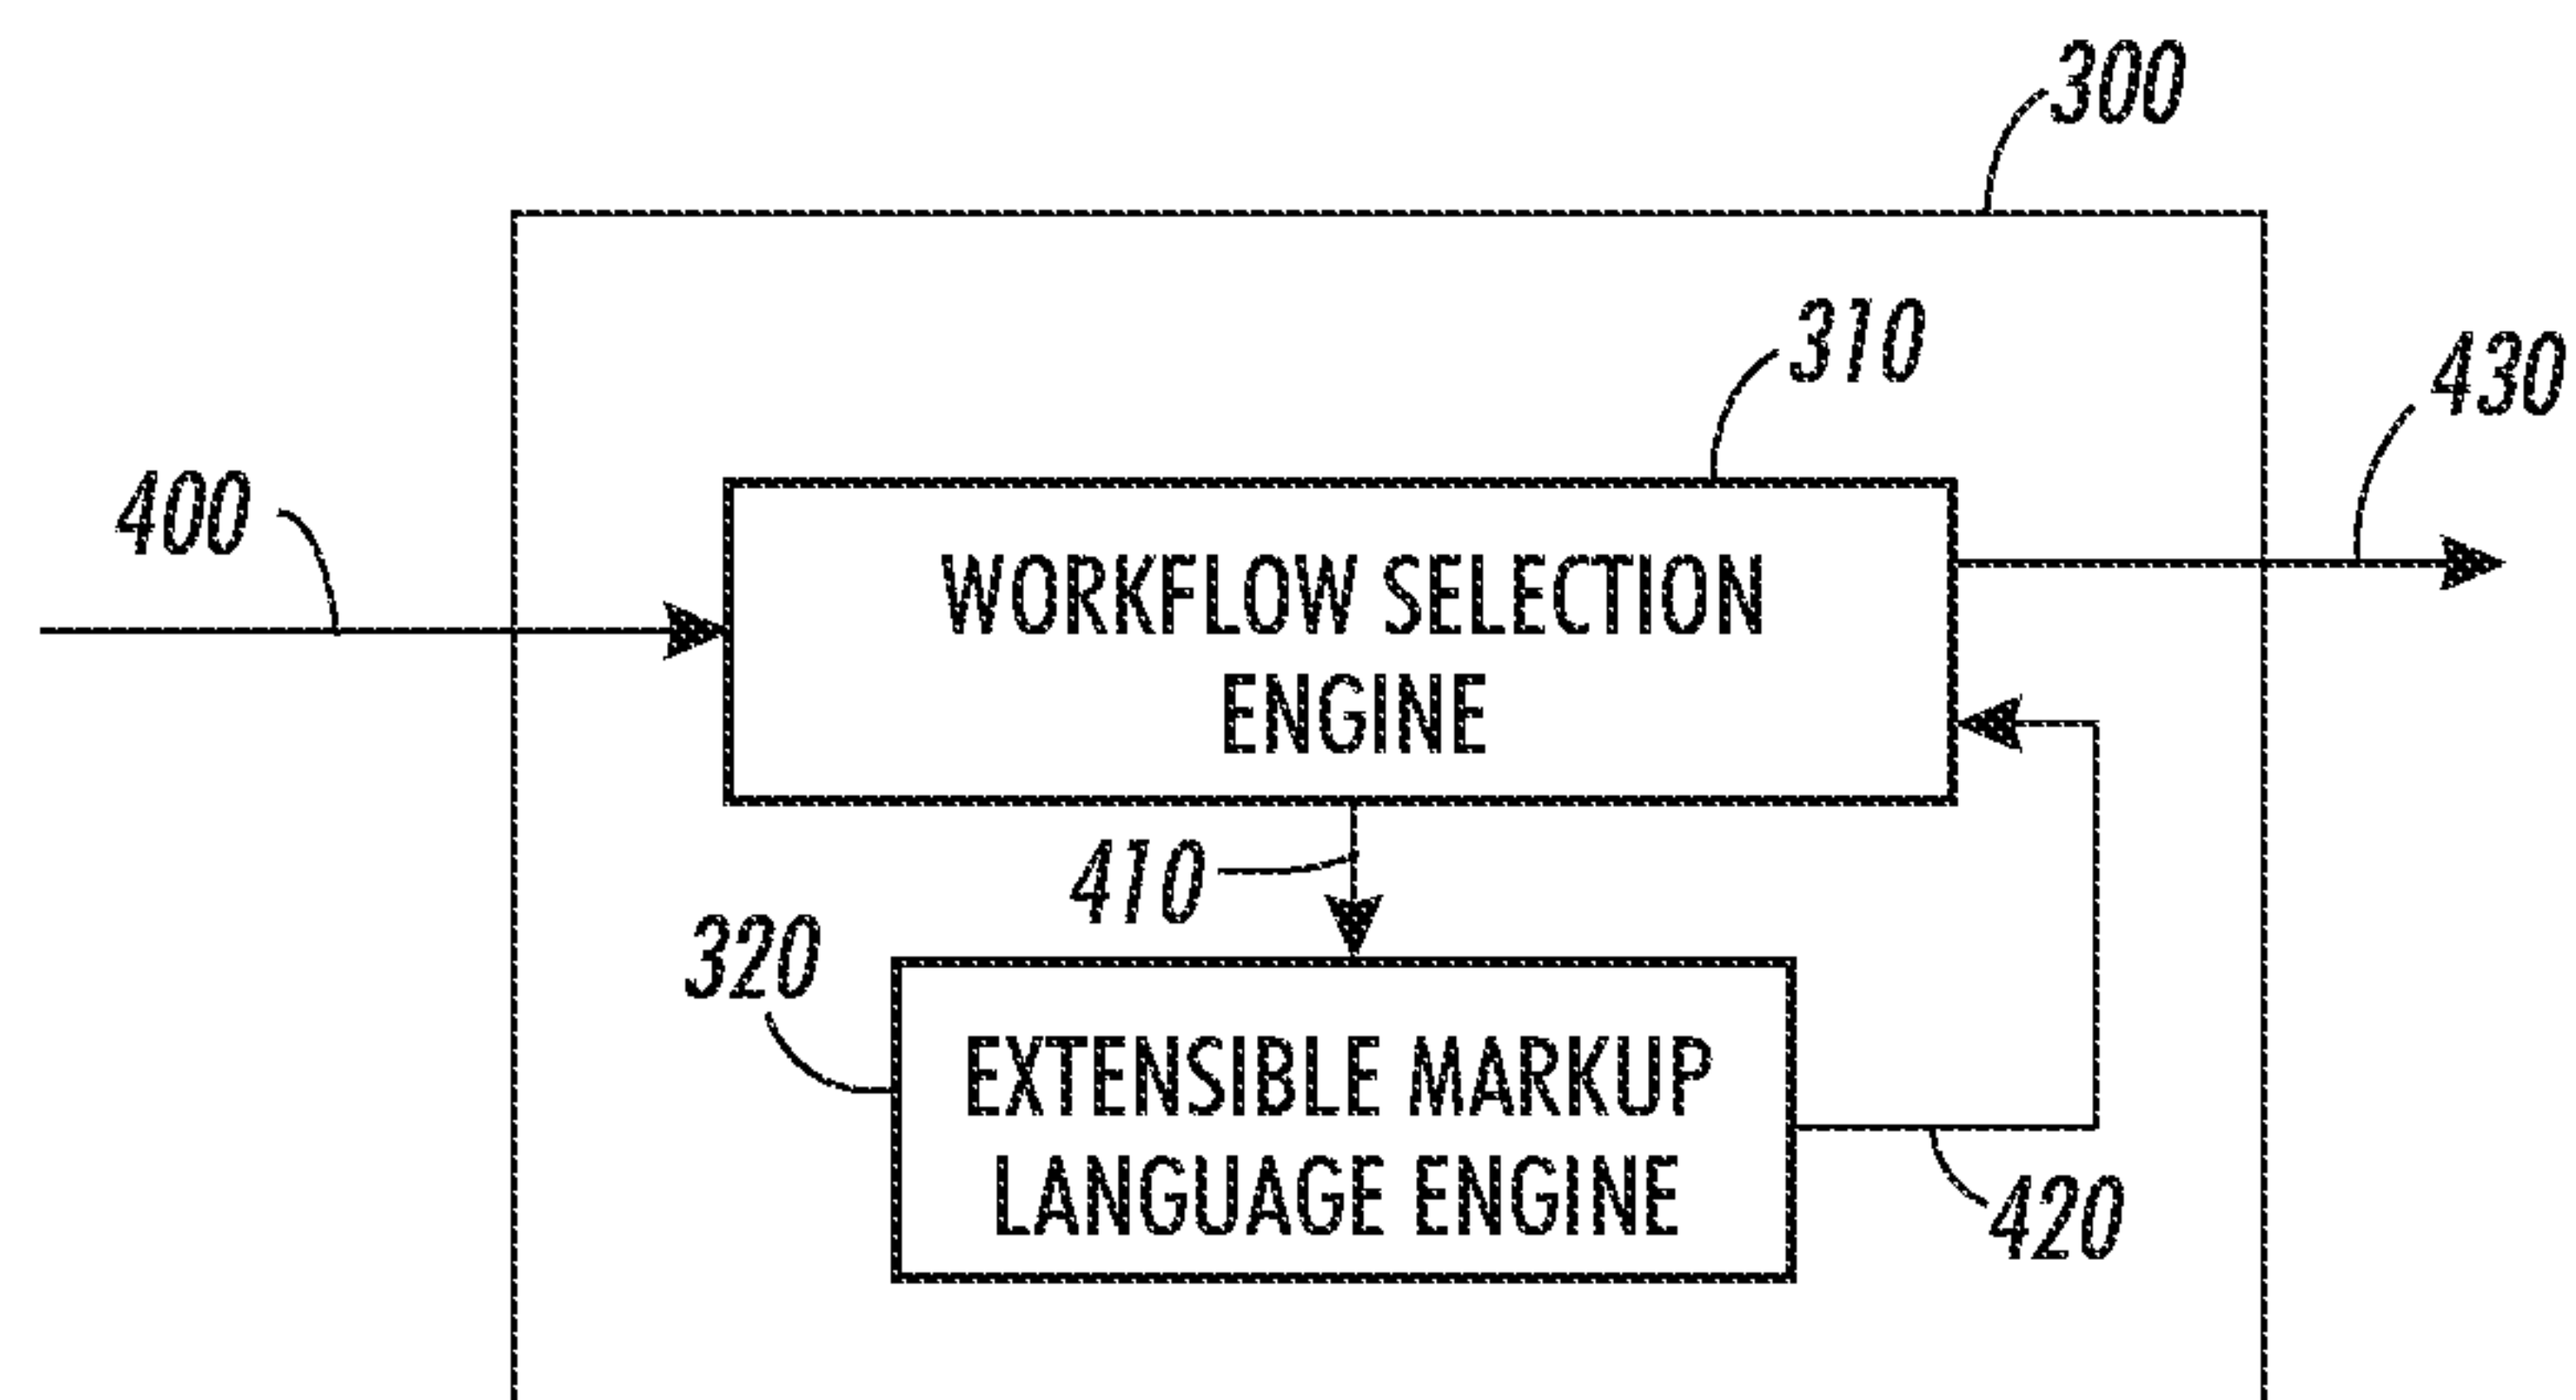 300
310
430
400
WORKFLOW SELECTION
ENGINE
410
320
EXTENSIBLE MARKUP
LANGUAGE ENGINE
420